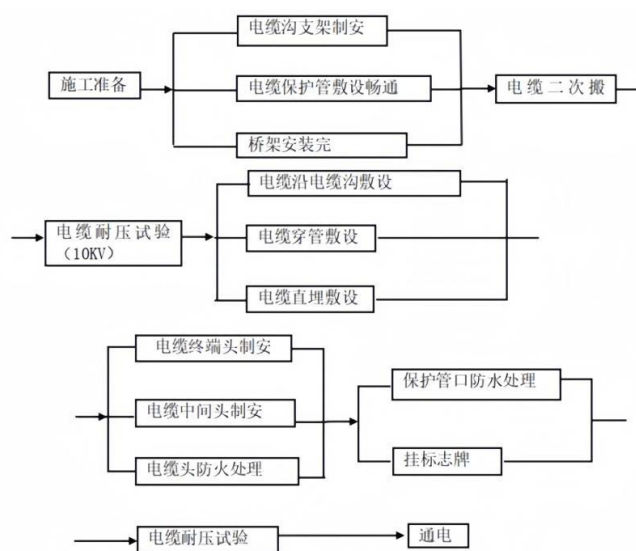 电缆沟支架制安
施工准备
电缆保护管敷设畅通
电缆二次搬
桥架安装完
电缆沿电缆沟敷设
电缆耐压试验
（10KV）
电缆穿管敷设
电缆直埋敷设
电缆终端头制安
保护管口防水处理
电缆中间头制安
挂标志牌
电缆头防火处理
电缆耐压试验
通电